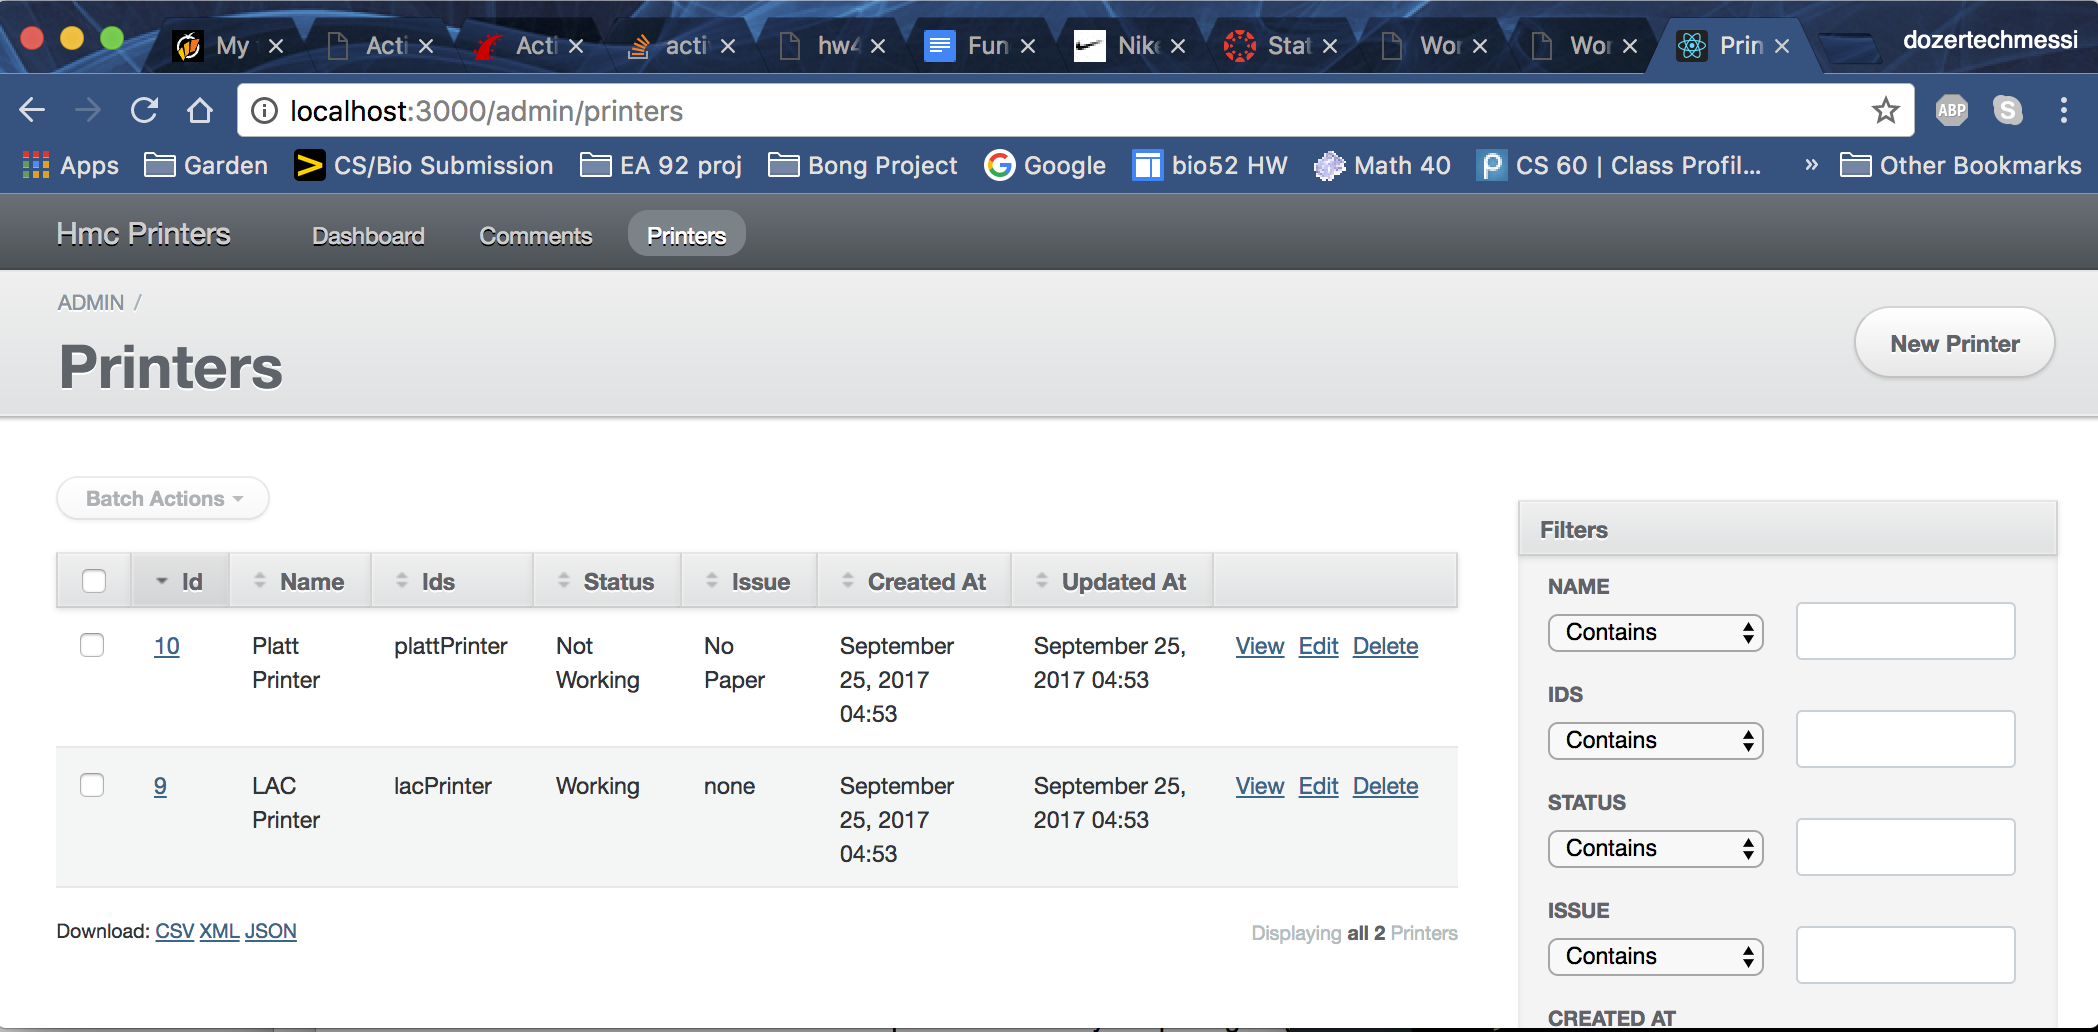 My
Acti
Acti
acti
hw4
Fun
Nike
Stat
Wor
Wor
Prin
dozertechmessi
localhost:3000/admin/printers
ABP
S
Apps
Garden
CS/Bio Submission
EA 92 proj
Bong Project
Google
bio52 HW
Math 40
CS 60 | Class Profil...
»
Other Bookmarks
Hmc Printers
Dashboard
Comments
Printers
ADMIN /
Printers
New Printer
Batch Actions
Id Name Ids Status Issue Created At Updated At
10 Platt plattPrinter Not No September September 25, View Edit Delete
Printer Working Paper 25, 2017 2017 04:53
04:53
9 LAC lacPrinter Working none September September 25, View Edit Delete
Printer 25, 2017 2017 04:53
04:53
Download: CSV XML JSON
Displaying all 2 Printers
Filters
NAME
Contains
IDS
Contains
STATUS
Contains
ISSUE
Contains
CREATED AT